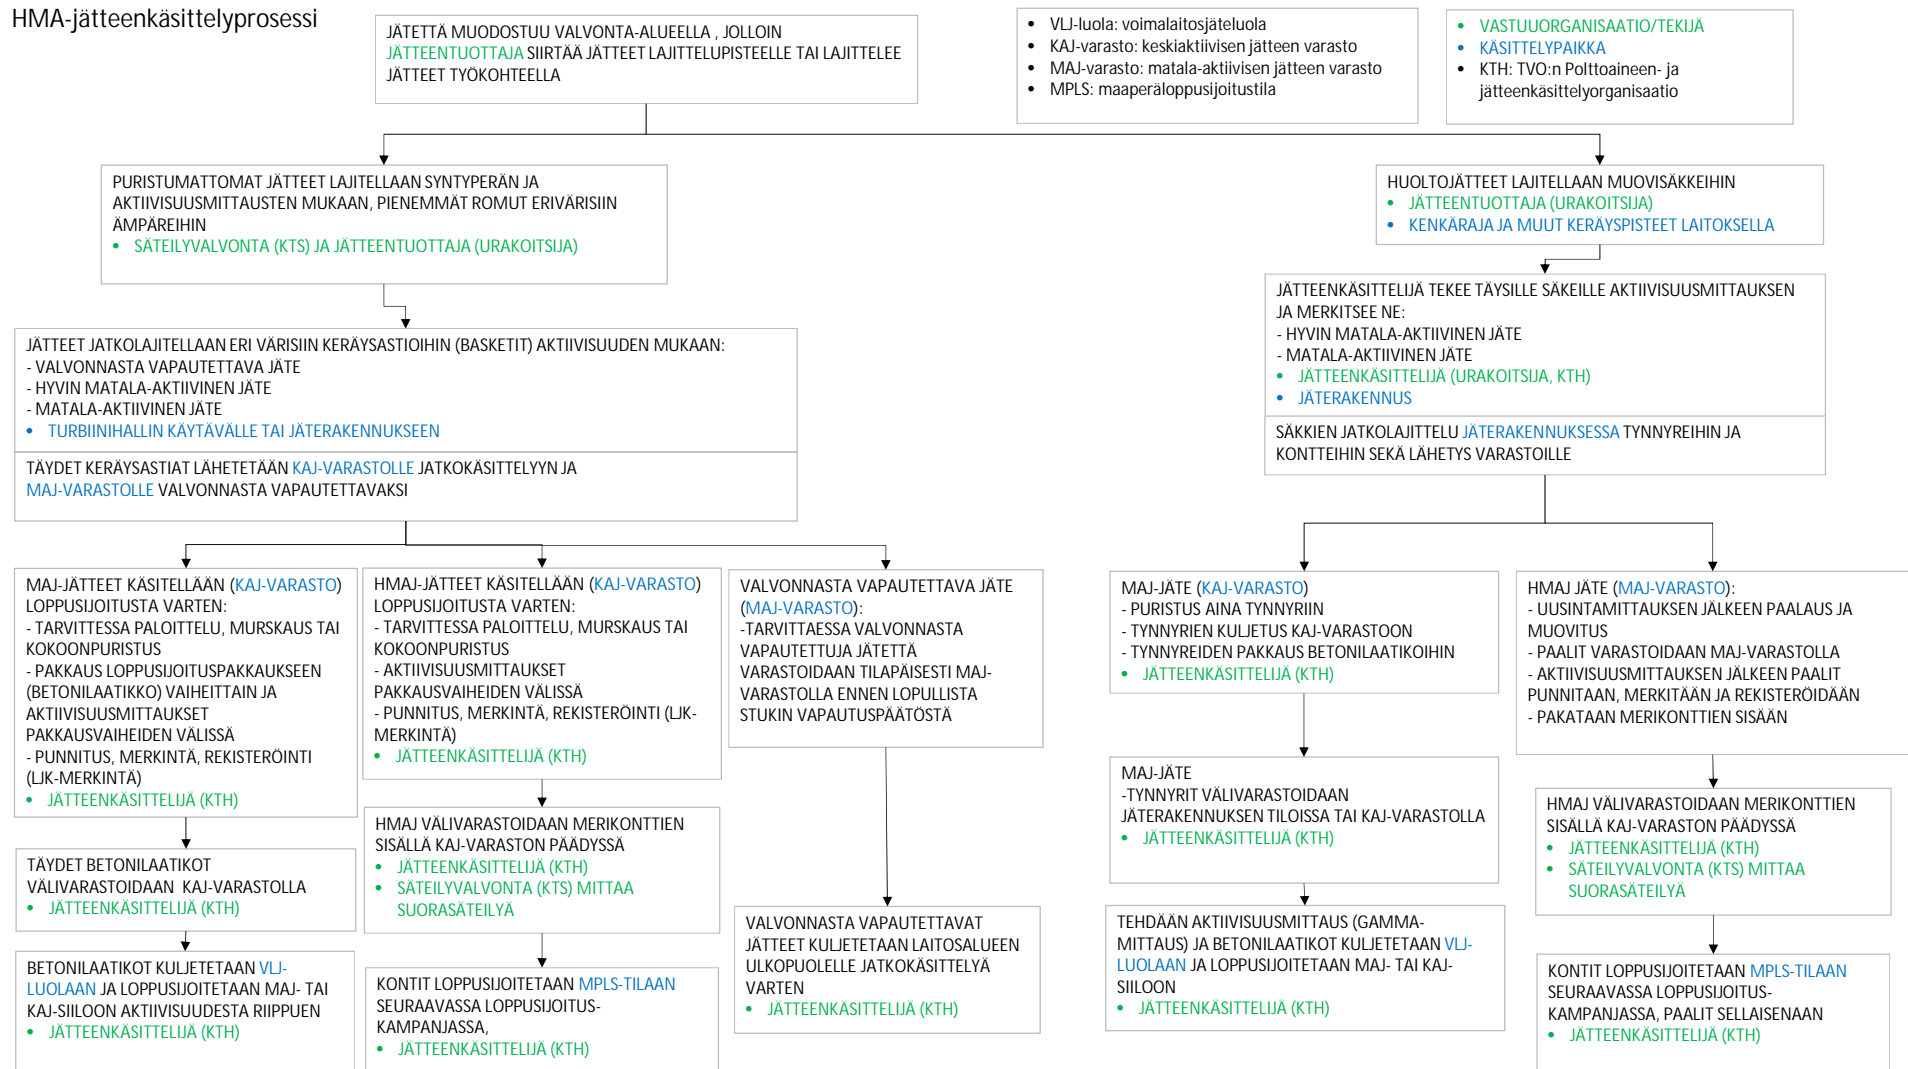 HMA-jätteenkäsittelyprosessi
JÄTETTÄ MUODOSTUU VALVONTA-ALUEELLA , JOLLOIN
JÄTTEENTUOTTAJA SIIRTÄÄ JÄTTEET LAJITTELUPISTEELLE TAI LAJITTELEE
JÄTTEET TYÖKOHTEELLA
• VLJ-luola: voimalaitosjäteluola
• KAJ-varasto: keskiaktiivisen jätteen varasto
• MAJ-varasto: matala-aktiivisen jätteen varasto
• MPLS: maaperäloppusijoitustila
• VASTUUORGANISAATIO/TEKIJÄ
• KÄSITTELYPAIKKA
• KTH: TVO:n Polttoaineen- ja
jätteenkäsittelyorganisaatio
PURISTUMATTOMAT JÄTTEET LAJITELLAAN SYNTYPERÄN JA
AKTIIVISUUSMITTAUSTEN MUKAAN, PIENEMMÄT ROMUT ERIVÄRISIIN
ÄMPÄREIHIN
• SÄTEILYVALVONTA (KTS) JA JÄTTEENTUOTTAJA (URAKOITSIJA)
HUOLTOJÄTTEET LAJITELLAAN MUOVISÄKKEIHIN
• JÄTTEENTUOTTAJA (URAKOITSIJA)
• KENKÄRAJA JA MUUT KERÄYSPISTEET LAITOKSELLA
JÄTTEET JATKOLAJITELLAAN ERI VÄRISIIN KERÄYSASTIOIHIN (BASKETIT) AKTIIVISUUDEN MUKAAN:
- VALVONNASTA VAPAUTETTAVA JÄTE
- HYVIN MATALA-AKTIIVINEN JÄTE
- MATALA-AKTIIVINEN JÄTE
• TURBIINIHALLIN KÄYTÄVÄLLE TAI JÄTERAKENNUKSEEN
TÄYDET KERÄYSASTIAT LÄHETETÄÄN KAJ-VARASTOLLE JATKOKÄSITTELYYN JA
MAJ-VARASTOLLE VALVONNASTA VAPAUTETTAVAKSI
JÄTTEENKÄSITTELIJÄ TEKEE TÄYSILLE SÄKEILLE AKTIIVISUUSMITTAUKSEN
JA MERKITSEE NE:
- HYVIN MATALA-AKTIIVINEN JÄTE
- MATALA-AKTIIVINEN JÄTE
• JÄTTEENKÄSITTELIJÄ (URAKOITSIJA, KTH)
• JÄTERAKENNUS
SÄKKIEN JATKOLAJITTELU JÄTERAKENNUKSESSA TYNNYREIHIN JA
KONTTEIHIN SEKÄ LÄHETYS VARASTOILLE
MAJ-JÄTTEET KÄSITELLÄÄN (KAJ-VARASTO)
LOPPUSIJOITUSTA VARTEN:
- TARVITTESSA PALOITTELU, MURSKAUS TAI
KOKOONPURISTUS
- PAKKAUS LOPPUSIJOITUSPAKKAUKSEEN
(BETONILAATIKKO) VAIHEITTAIN JA
AKTIIVISUUSMITTAUKSET
PAKKAUSVAIHEIDEN VÄLISSÄ
- PUNNITUS, MERKINTÄ, REKISTERÖINTI
(LJK-MERKINTÄ)
• JÄTTEENKÄSITTELIJÄ (KTH)
TÄYDET BETONILAATIKOT
VÄLIVARASTOIDAAN KAJ-VARASTOLLA
• JÄTTEENKÄSITTELIJÄ (KTH)
BETONILAATIKOT KULJETETAAN VLJ-
LUOLAAN JA LOPPUSIJOITETAAN MAJ- TAI
KAJ-SIILOON AKTIIVISUUDESTA RIIPPUEN
• JÄTTEENKÄSITTELIJÄ (KTH)
HMAJ-JÄTTEET KÄSITELLÄÄN (KAJ-VARASTO)
LOPPUSIJOITUSTA VARTEN:
- TARVITTESSA PALOITTELU, MURSKAUS TAI
KOKOONPURISTUS
- AKTIIVISUUSMITTAUKSET
PAKKAUSVAIHEIDEN VÄLISSÄ
- PUNNITUS, MERKINTÄ, REKISTERÖINTI (LJK-
MERKINTÄ)
• JÄTTEENKÄSITTELIJÄ (KTH)
HMAJ VÄLIVARASTOIDAAN MERIKONTTIEN
SISÄLLÄ KAJ-VARASTON PÄÄDYSSÄ
• JÄTTEENKÄSITTELIJÄ (KTH)
• SÄTEILYVALVONTA (KTS) MITTAA
SUORASÄTEILYÄ
KONTIT LOPPUSIJOITETAAN MPLS-TILAAN
SEURAAVASSA LOPPUSIJOITUS-
KAMPANJASSA,
• JÄTTEENKÄSITTELIJÄ (KTH)
VALVONNASTA VAPAUTETTAVA JÄTE
(MAJ-VARASTO):
-TARVITTAESSA VALVONNASTA
VAPAUTETTUJA JÄTETTÄ
VARASTOIDAAN TILAPÄISESTI MAJ-
VARASTOLLA ENNEN LOPULLISTA
STUKIN VAPAUTUSPÄÄTÖSTÄ
VALVONNASTA VAPAUTETTAVAT
JÄTTEET KULJETETAAN LAITOSALUEEN
ULKOPUOLELLE JATKOKÄSITTELYÄ
VARTEN
• JÄTTEENKÄSITTELIJÄ (KTH)
MAJ-JÄTE (KAJ-VARASTO)
- PURISTUS AINA TYNNYRIIN
- TYNNYRIEN KULJETUS KAJ-VARASTOON
- TYNNYREIDEN PAKKAUS BETONILAATIKOIHIN
• JÄTTEENKÄSITTELIJÄ (KTH)
MAJ-JÄTE
-TYNNYRIT VÄLIVARASTOIDAAN
JÄTERAKENNUKSEN TILOISSA TAI KAJ-VARASTOLLA
• JÄTTEENKÄSITTELIJÄ (KTH)
TEHDÄÄN AKTIIVISUUSMITTAUS (GAMMA-
MITTAUS) JA BETONILAATIKOT KULJETETAAN VLJ-
LUOLAAN JA LOPPUSIJOITETAAN MAJ- TAI KAJ-
SIILOON
• JÄTTEENKÄSITTELIJÄ (KTH)
HMAJ JÄTE (MAJ-VARASTO):
- UUSINTAMITTAUKSEN JÄLKEEN PAALAUS JA
MUOVITUS
- PAALIT VARASTOIDAAN MAJ-VARASTOLLA
- AKTIIVISUUSMITTAUKSEN JÄLKEEN PAALIT
PUNNITAAN, MERKITÄÄN JA REKISTERÖIDÄÄN
- PAKATAAN MERIKONTTIEN SISÄÄN
HMAJ VÄLIVARASTOIDAAN MERIKONTTIEN
SISÄLLÄ KAJ-VARASTON PÄÄDYSSÄ
• JÄTTEENKÄSITTELIJÄ (KTH)
• SÄTEILYVALVONTA (KTS) MITTAA
SUORASÄTEILYÄ
KONTIT LOPPUSIJOITETAAN MPLS-TILAAN
SEURAAVASSA LOPPUSIJOITUS-
KAMPANJASSA, PAALIT SELLAISENAAN
• JÄTTEENKÄSITTELIJÄ (KTH)